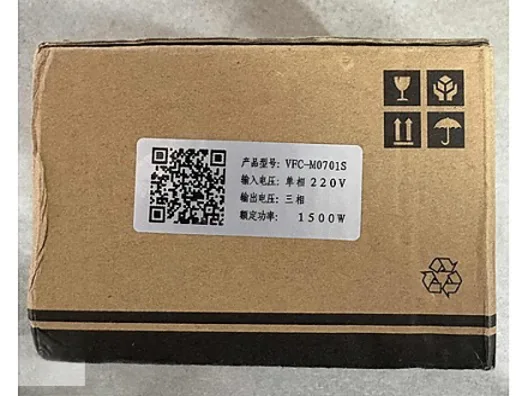 产品型号: VFC-M0701S
输入电压: 单相 220V
输出电压: 三相
额定功率: 1500W